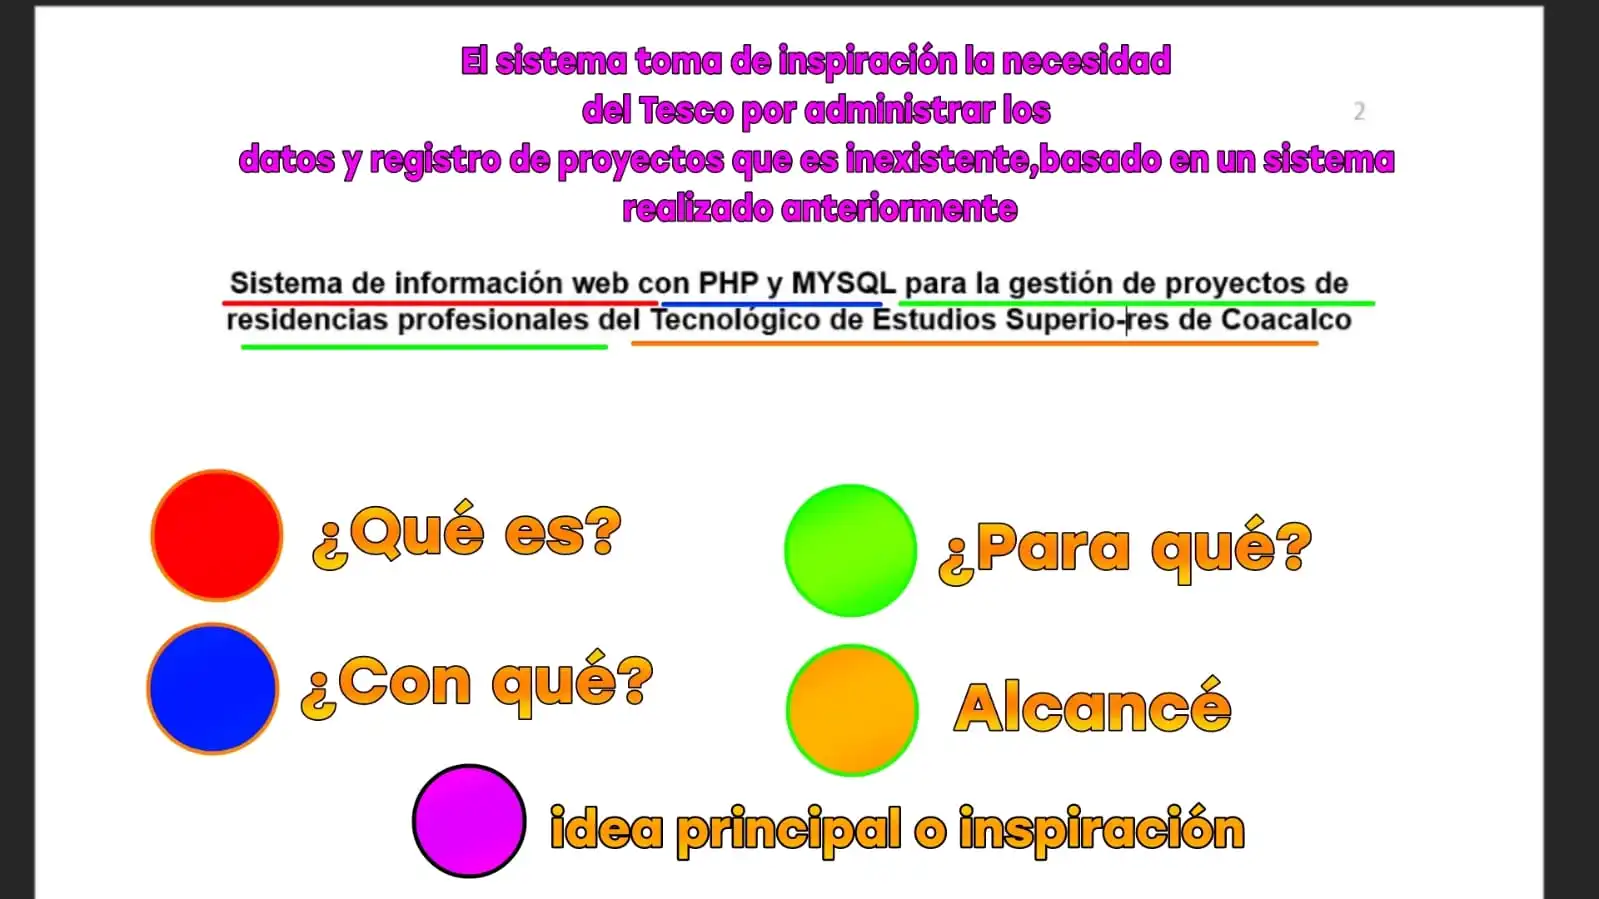 El sistema toma de inspiración la necesidad
del Tesco por administrar los
2
datos y registro de proyectos que es inexistente,basado en un sistema
realizado anteriormente
Sistema de información web con PHP y MYSQL para la gestión de proyectos de
residencias profesionales del Tecnológico de Estudios Superio-res de Coacalco
¿Qué es?
¿Para qué?
¿Con qué?
Alcancé
idea principal o inspiración